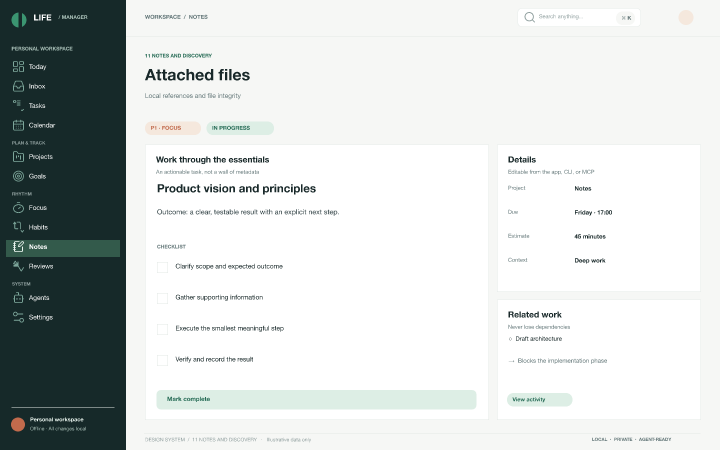 LIFE / MANAGER
PERSONAL WORKSPACE
Today
Inbox
Tasks
Calendar
PLAN & TRACK
Projects
Goals
RHYTHM
Focus
Habits
Notes
Reviews
SYSTEM
Agents
Settings
Personal workspace
Offline · All changes local
WORKSPACE / NOTES
Search anything...
⌘ K
11 NOTES AND DISCOVERY
Attached files
Local references and file integrity
P1 · FOCUS
IN PROGRESS
Work through the essentials
An actionable task, not a wall of metadata
Product vision and principles
Outcome: a clear, testable result with an explicit next step.
CHECKLIST
Clarify scope and expected outcome
Gather supporting information
Execute the smallest meaningful step
Verify and record the result
Mark complete
Details
Editable from the app, CLI, or MCP
Project Notes
Due Friday · 17:00
Estimate 45 minutes
Context Deep work
Related work
Never lose dependencies
○ Draft architecture
→ Blocks the implementation phase
View activity
DESIGN SYSTEM / 11 NOTES AND DISCOVERY · Illustrative data only
LOCAL · PRIVATE · AGENT-READY